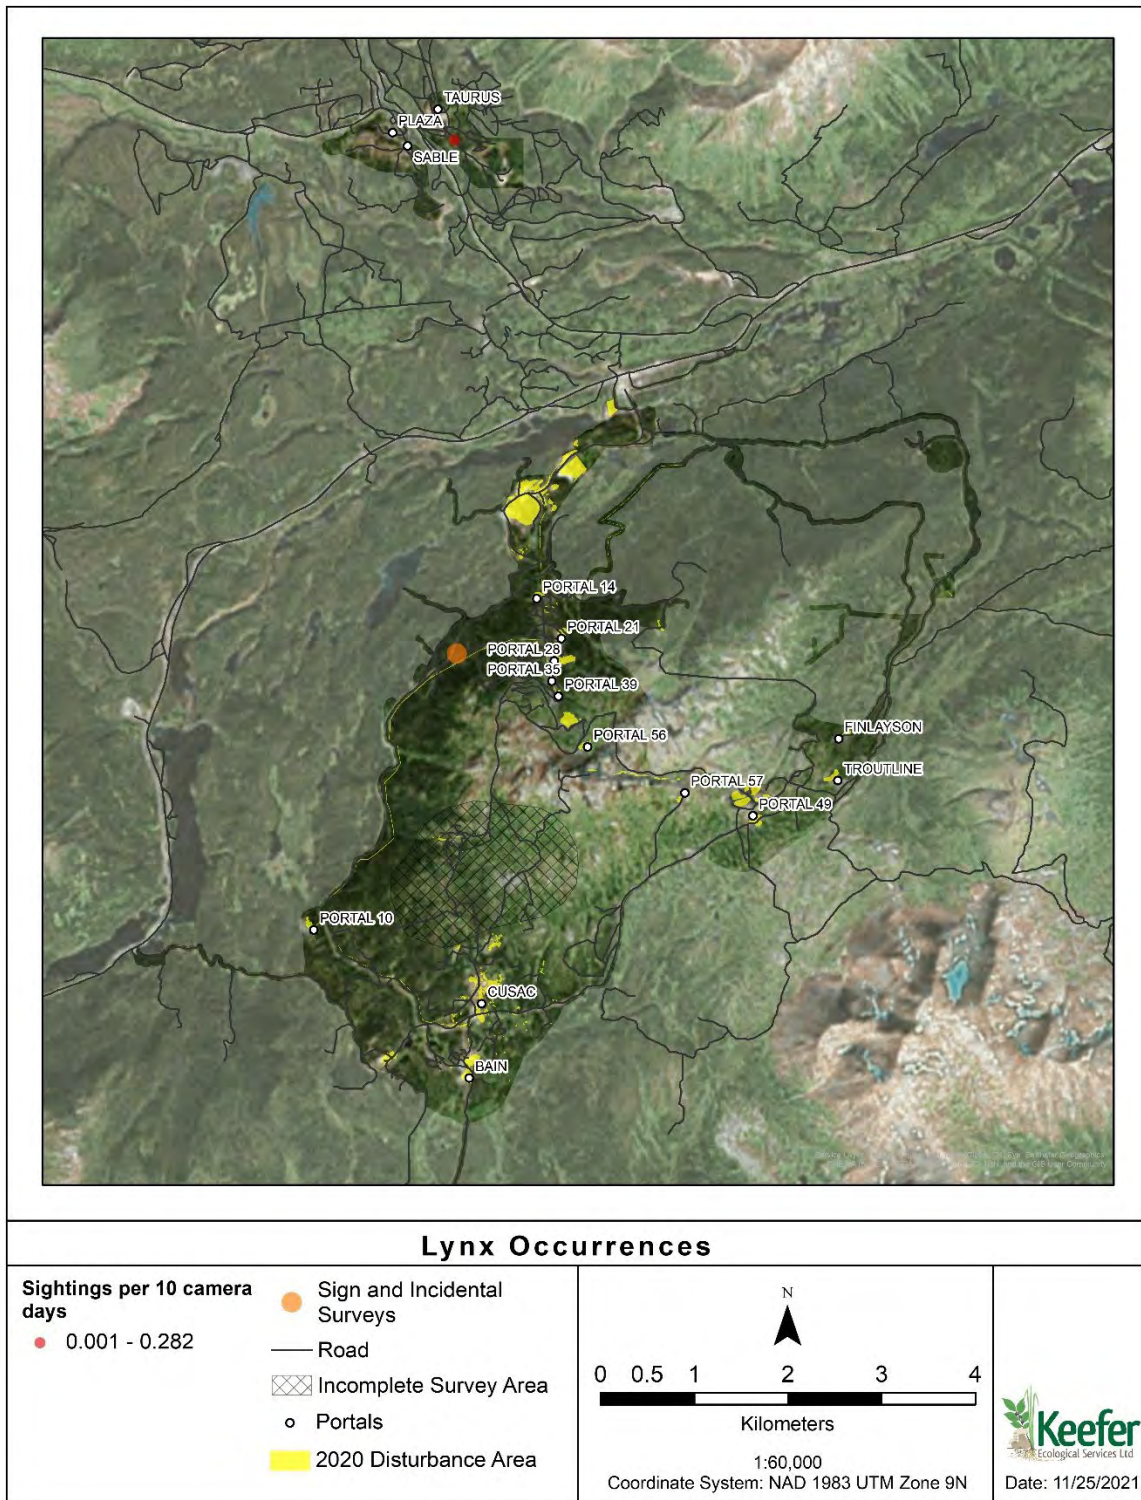 TAURUS
PLAZA
SABLE
PORTAL 14
PORTAL 21
PORTAL 28
PORTAL 35
PORTAL 39
PORTAL 56
FINLAYSON
TROUTLINE
PORTAL 57
PORTAL 49
PORTAL 10
CUSAC
BAIN
Lynx Occurrences
Sightings per 10 camera
days
0.001 - 0.282
Sign and Incidental
Surveys
Road
Incomplete Survey Area
Portals
2020 Disturbance Area
N
0 0.5 1 2 3 4
Kilometers
1:60,000
Coordinate System: NAD 1983 UTM Zone 9N
Keefer
Ecological Services Ltd
Date: 11/25/2021